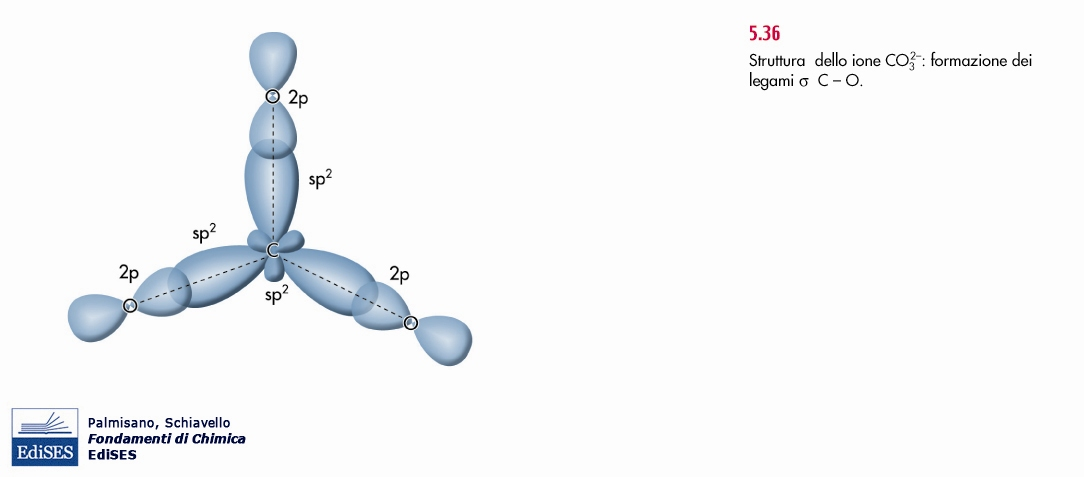 5.36
Struttura dello ione CO₃²⁻: formazione dei
legami σ C – O.
O 2p
sp²
sp²
C
2p
2p
sp²
O
O
EdiSES
Palmisano, Schiavello
Fondamenti di Chimica
EdiSES